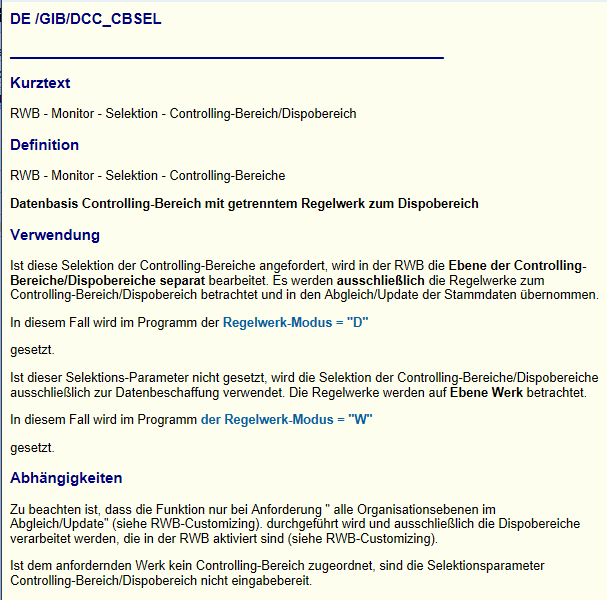 DE /GIB/DCC_CBSEL
Kurztext
RWB - Monitor - Selektion - Controlling-Bereich/Dispobereich
Definition
RWB - Monitor - Selektion - Controlling-Bereiche
Datenbasis Controlling-Bereich mit getrenntem Regelwerk zum Dispobereich
Verwendung
Ist diese Selektion der Controlling-Bereiche angefordert, wird in der RWB die Ebene der Controlling-
Bereiche/Dispobereiche separat bearbeitet. Es werden ausschließlich die Regelwerke zum
Controlling-Bereich/Dispobereich betrachtet und in den Abgleich/Update der Stammdaten übernommen.
In diesem Fall wird im Programm der Regelwerk-Modus = "D"
gesetzt.
Ist dieser Selektions-Parameter nicht gesetzt, wird die Selektion der Controlling-Bereiche/Dispobereiche
ausschließlich zur Datenbeschaffung verwendet. Die Regelwerke werden auf Ebene Werk betrachtet.
In diesem Fall wird im Programm der Regelwerk-Modus = "W"
gesetzt.
Abhängigkeiten
Zu beachten ist, dass die Funktion nur bei Anforderung " alle Organisationsebenen im
Abgleich/Update" (siehe RWB-Customizing). durchgeführt wird und ausschließlich die Dispobereiche
verarbeitet werden, die in der RWB aktiviert sind (siehe RWB-Customizing).
Ist dem anfordernden Werk kein Controlling-Bereich zugeordnet, sind die Selektionsparameter
Controlling-Bereich/Dispobereich nicht eingabebereit.